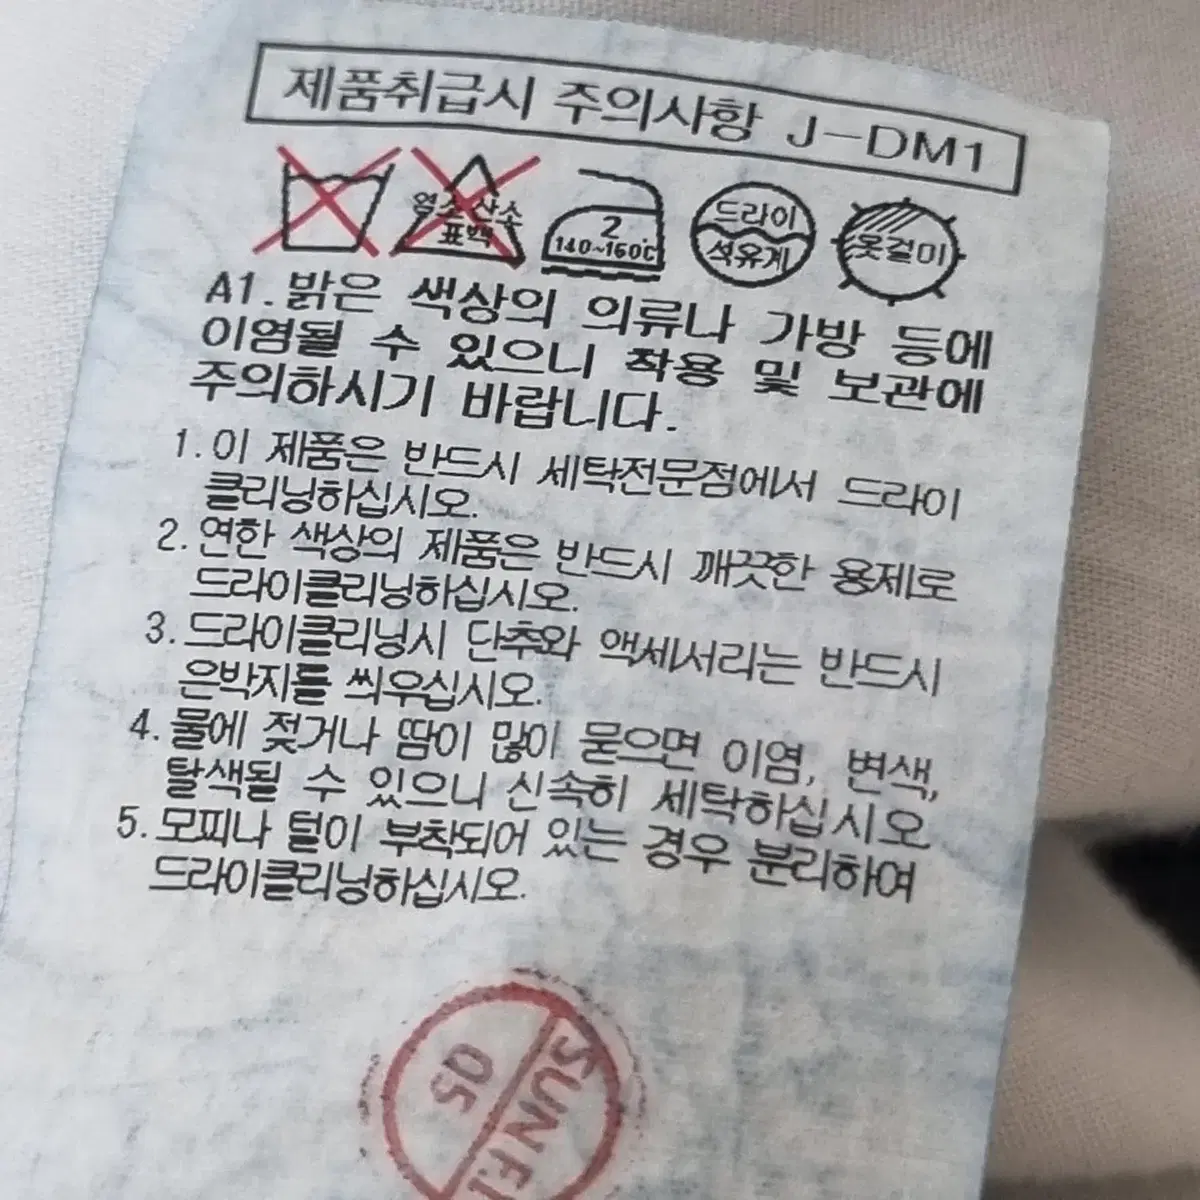 제품취급시 주의사항 J-DM1
염소 산소
표백
2
140~160℃
드라이
석유계
옷걸이
A1. 밝은 색상의 의류나 가방 등에
이염될 수 있으니 착용 및 보관에
주의하시기 바랍니다.
1. 이 제품은 반드시 세탁전문점에서 드라이
클리닝하십시오.
2. 연한 색상의 제품은 반드시 깨끗한 용제로
드라이클리닝하십시오.
3. 드라이클리닝시 단추와 액세서리는 반드시
은박지를 씌우십시오.
4. 물에 젖거나 땀이 많이 묻으면 이염, 변색,
탈색될 수 있으니 신속히 세탁하십시오.
5. 모피나 털이 부착되어 있는 경우 분리하여
드라이클리닝하십시오.
Q5
SUN F.I